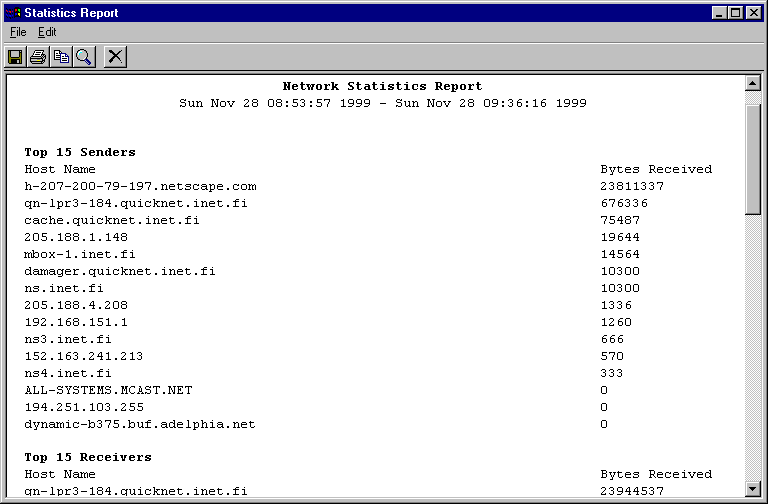 Statistics Report
File Edit
Network Statistics Report
Sun Nov 28 08:53:57 1999 - Sun Nov 28 09:36:16 1999
Top 15 Senders
Host Name Bytes Received
h-207-200-79-197.netscape.com 23811337
qn-lpr3-184.quicknet.inet.fi 676336
cache.quicknet.inet.fi 75487
205.188.1.148 19644
mbox-1.inet.fi 14564
damager.quicknet.inet.fi 10300
ns.inet.fi 10300
205.188.4.208 1336
192.168.151.1 1260
ns3.inet.fi 666
152.163.241.213 570
ns4.inet.fi 333
ALL-SYSTEMS.MCAST.NET 0
194.251.103.255 0
dynamic-b375.buf.adelphia.net 0
Top 15 Receivers
Host Name Bytes Received
qn-lpr3-184.quicknet.inet.fi 23944537